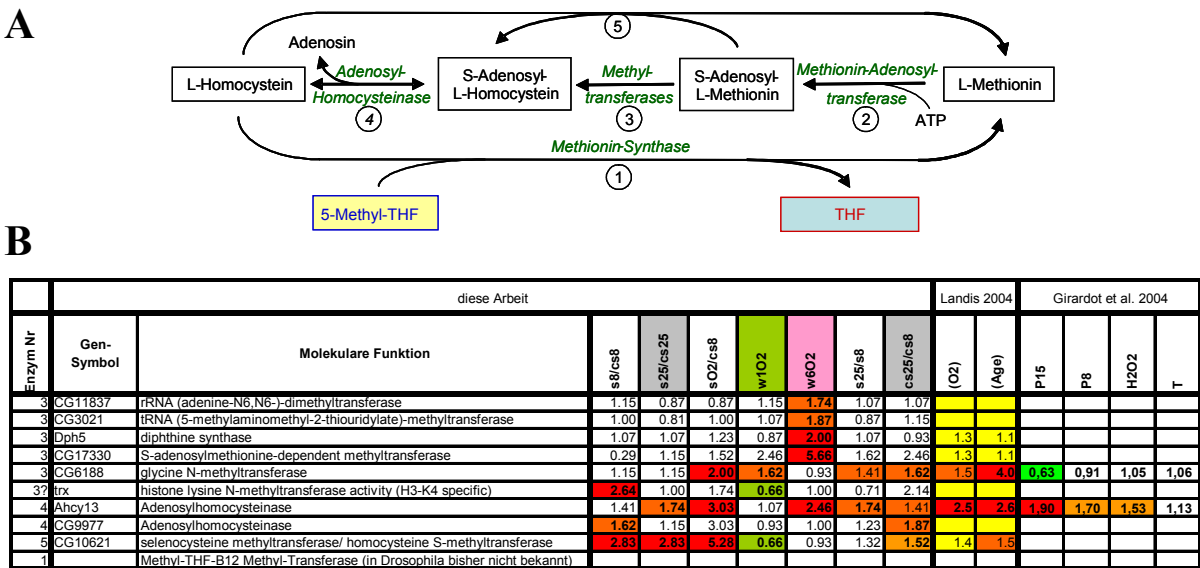 A
5
Adenosin
L-Homocystein
Adenosyl-
Homocysteinase
4
S-Adenosyl-
L-Homocystein
Methyl-
transferases
3
S-Adenosyl-
L-Methionin
Methionin-Adenosyl-
transferase
2
ATP
L-Methionin
Methionin-Synthase
1
5-Methyl-THF
THF
B
diese Arbeit Landis 2004 Girardot et al. 2004
Enzym Nr Gen-Symbol Molekulare Funktion s8/cs8 s25/cs25 sO2/cs8 w1O2 w6O2 s25/s8 cs25/cs8 (O2) (Age) P15 P8 H2O2 T
3 CG11837 rRNA (adenine-N6,N6-)-dimethyltransferase 1.15 0.87 0.87 1.15 1.74 1.07 1.07
3 CG3021 tRNA (5-methylaminomethyl-2-thiouridylate)-methyltransferase 1.00 0.81 1.00 1.07 1.87 0.87 1.15
3 Dph5 diphthine synthase 1.07 1.07 1.23 0.87 2.00 1.07 0.93 1.3 1.1
3 CG17330 S-adenosylmethionine-dependent methyltransferase 0.29 1.15 1.52 2.46 5.66 1.62 2.46 1.3 1.1
3 CG6188 glycine N-methyltransferase 1.15 1.15 2.00 1.62 0.93 1.41 1.62 1.5 4.0 0,63 0,91 1,05 1,06
3? trx histone lysine N-methyltransferase activity (H3-K4 specific) 2.64 1.00 1.74 0.66 1.00 0.71 2.14
4 Ahcy13 Adenosylhomocysteinase 1.41 1.74 3.03 1.07 2.46 1.74 1.41 2.5 2.6 1,90 1,70 1,53 1,13
4 CG9977 Adenosylhomocysteinase 1.62 1.15 3.03 0.93 1.00 1.23 1.87
5 CG10621 selenocysteine methyltransferase/ homocysteine S-methyltransferase 2.83 2.83 5.28 0.66 0.93 1.32 1.52 1.4 1.5
1 Methyl-THF-B12 Methyl-Transferase (in Drosophila bisher nicht bekannt)